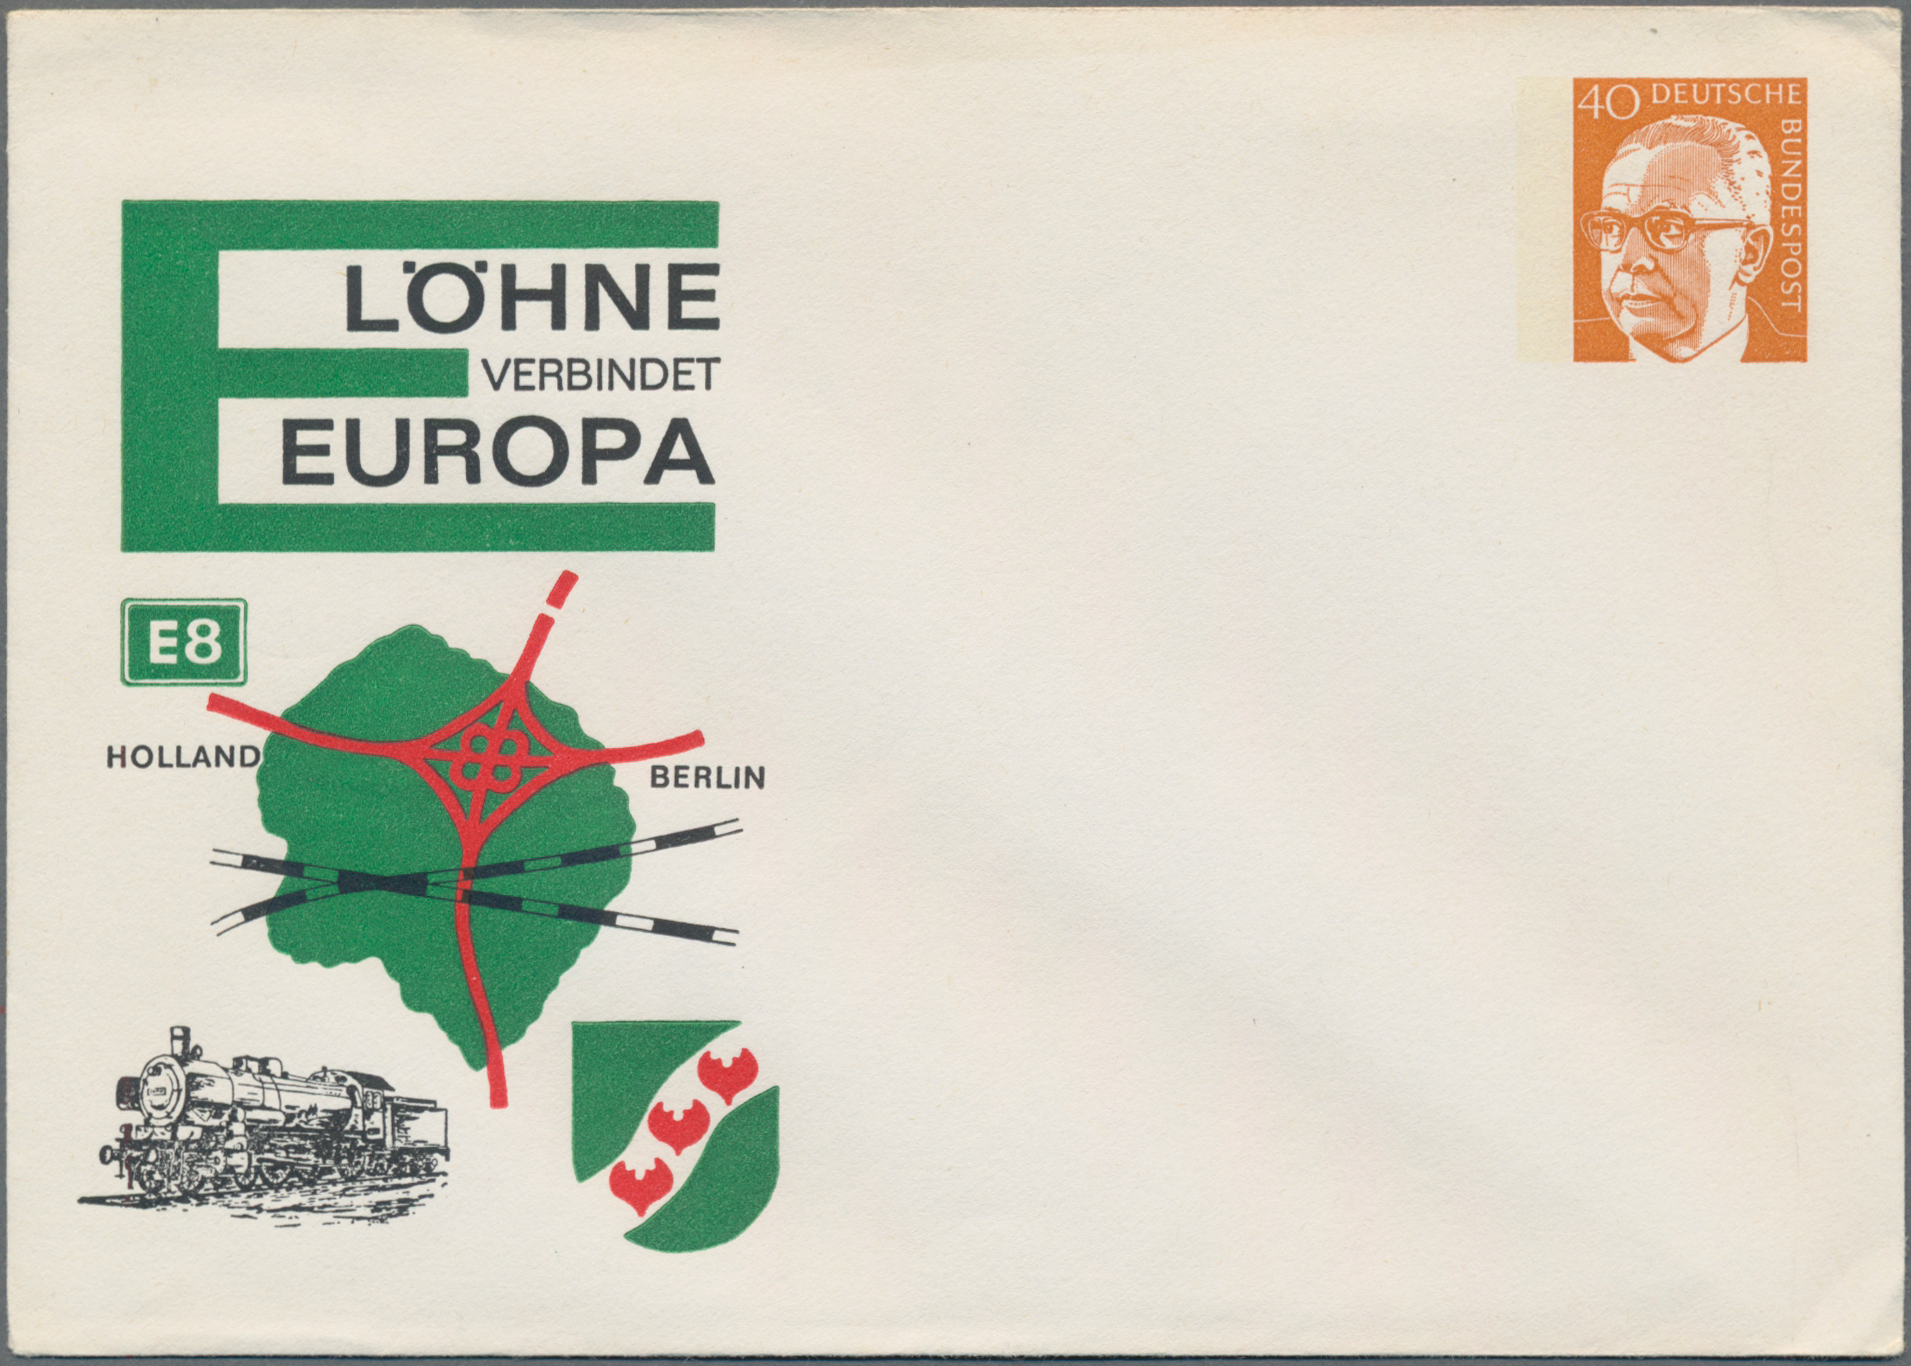 LÖHNE
VERBINDET
EUROPA
E8
HOLLAND
BERLIN
40 DEUTSCHE
BUNDESPOST